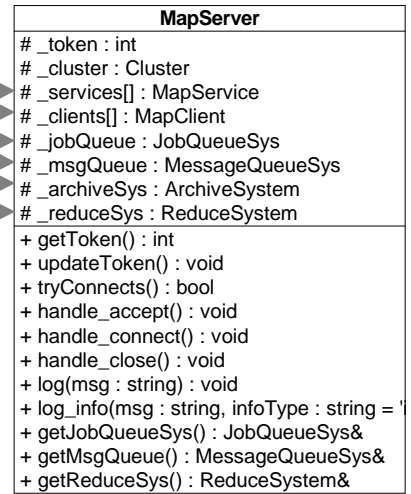 MapServer
# _token : int
# _cluster : Cluster
# _services[] : MapService
# _clients[] : MapClient
# _jobQueue : JobQueueSys
# _msgQueue : MessageQueueSys
# _archiveSys : ArchiveSystem
# _reduceSys : ReduceSystem
+ getToken() : int
+ updateToken() : void
+ tryConnects() : bool
+ handle_accept() : void
+ handle_connect() : void
+ handle_close() : void
+ log(msg : string) : void
+ log_info(msg : string, infoType : string = 'i
+ getJobQueueSys() : JobQueueSys&
+ getMsgQueue() : MessageQueueSys&
+ getReduceSys() : ReduceSystem&